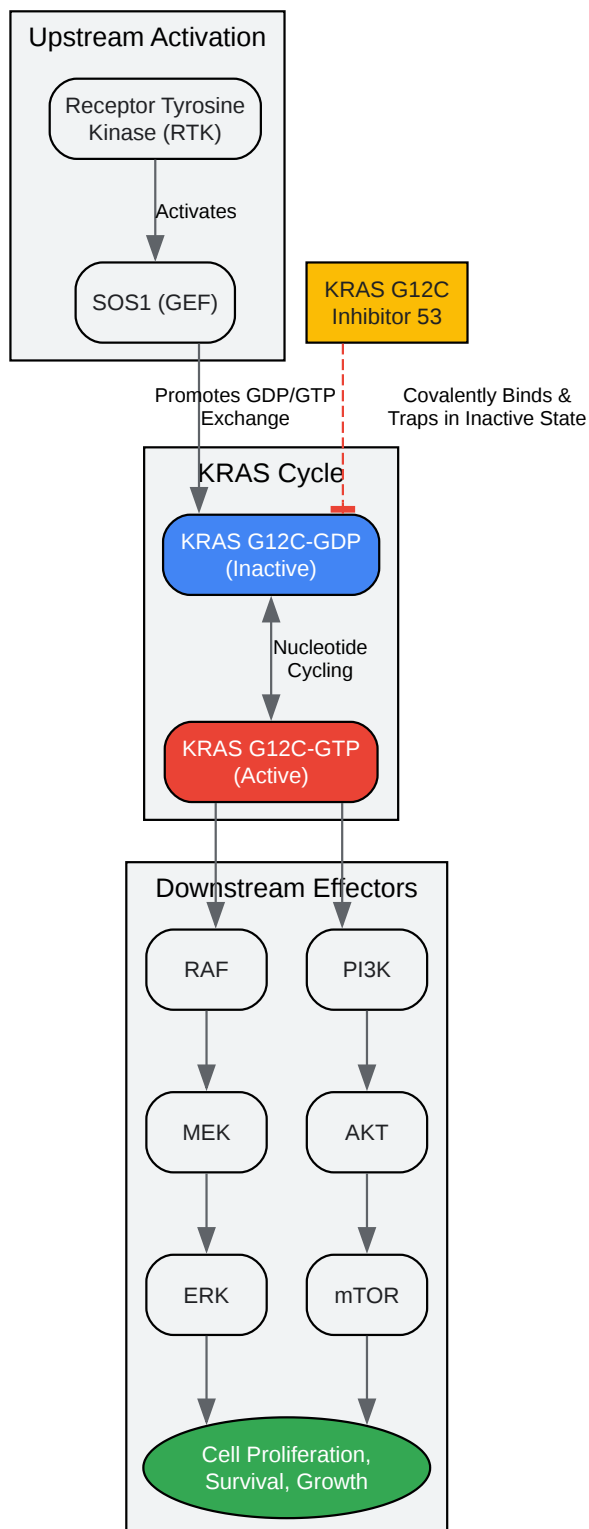 Upstream Activation
Receptor Tyrosine
Kinase (RTK)
Activates
SOS1 (GEF)
KRAS G12C
Inhibitor 53
Promotes GDP/GTP
Exchange
Covalently Binds &
Traps in Inactive State
KRAS Cycle
KRAS G12C-GDP
(Inactive)
Nucleotide
Cycling
KRAS G12C-GTP
(Active)
Downstream Effectors
RAF
PI3K
MEK
AKT
ERK
mTOR
Cell Proliferation,
Survival, Growth